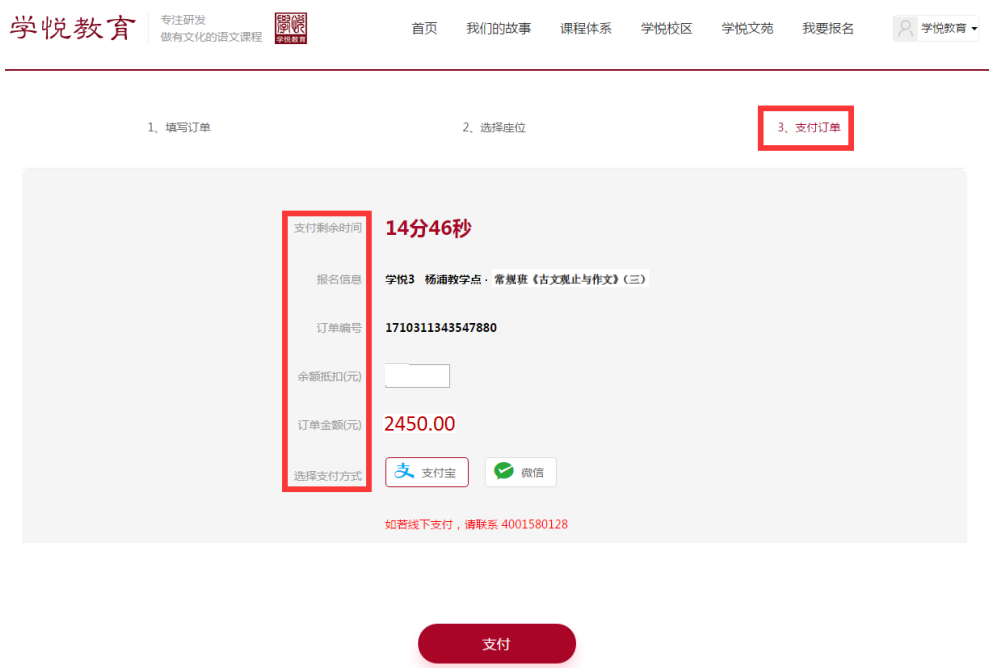 学悦教育
专注研发
做有文化的语文课程
學悅
学悦教育
首页 我们的故事 课程体系 学悦校区 学悦文苑 我要报名 学悦教育
1、填写订单 2、选择座位 3、支付订单
支付剩余时间 14分46秒
报名信息 学悦3 杨浦教学点 · 常规班《古文观止与作文》（三）
订单编号 1710311343547880
余额抵扣(元)
订单金额(元) 2450.00
选择支付方式 支付宝 微信
如若线下支付，请联系 4001580128
支付